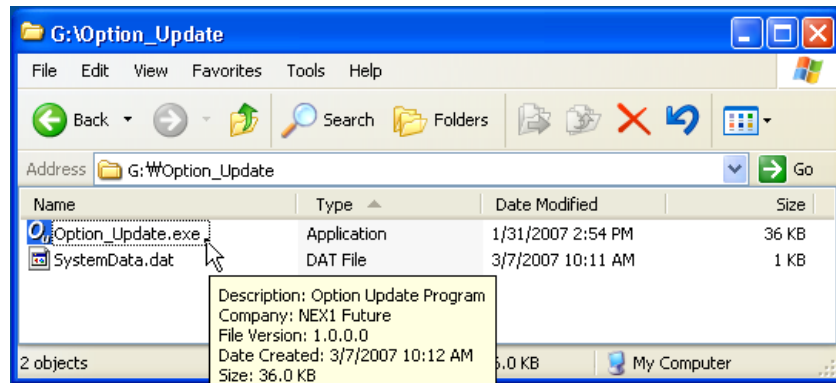 G:\Option_Update
File Edit View Favorites Tools Help
Back Search Folders
Address G:₩Option_Update Go
Name Type Date Modified Size
Option_Update.exe Application 1/31/2007 2:54 PM 36 KB
SystemData.dat DAT File 3/7/2007 10:11 AM 1 KB
Description: Option Update Program
Company: NEX1 Future
File Version: 1.0.0.0
Date Created: 3/7/2007 10:12 AM
Size: 36.0 KB
2 objects 6.0 KB My Computer